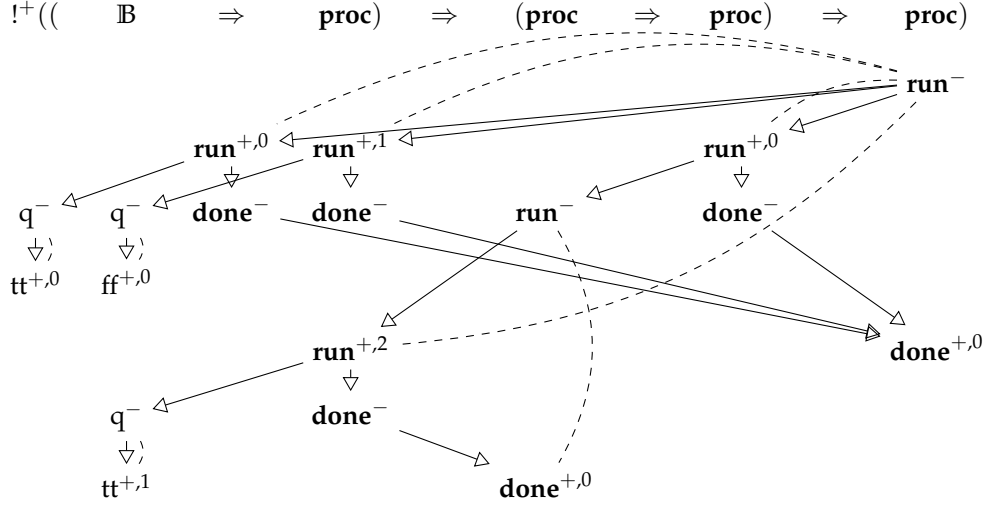 !⁺(( 𝔹 ⇒ proc) ⇒ (proc ⇒ proc) ⇒ proc)
run⁻
run⁺,⁰ run⁺,¹ run⁺,⁰
q⁻ q⁻ done⁻ done⁻ run⁻ done⁻
tt⁺,⁰ ff⁺,⁰
run⁺,² done⁺,⁰
q⁻ done⁻
tt⁺,¹ done⁺,⁰